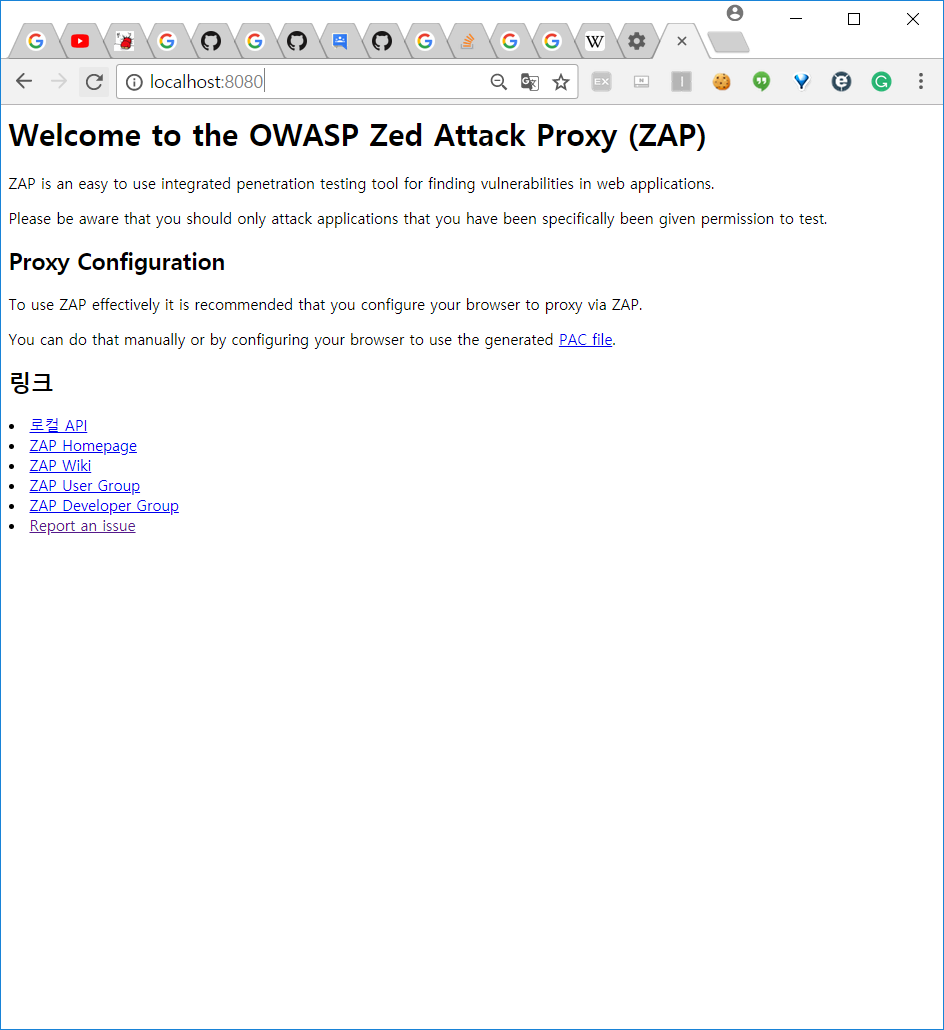 localhost:8080
EX
Welcome to the OWASP Zed Attack Proxy (ZAP)
ZAP is an easy to use integrated penetration testing tool for finding vulnerabilities in web applications.
Please be aware that you should only attack applications that you have been specifically been given permission to test.
Proxy Configuration
To use ZAP effectively it is recommended that you configure your browser to proxy via ZAP.
You can do that manually or by configuring your browser to use the generated PAC file.
링크
로컬 API
ZAP Homepage
ZAP Wiki
ZAP User Group
ZAP Developer Group
Report an issue